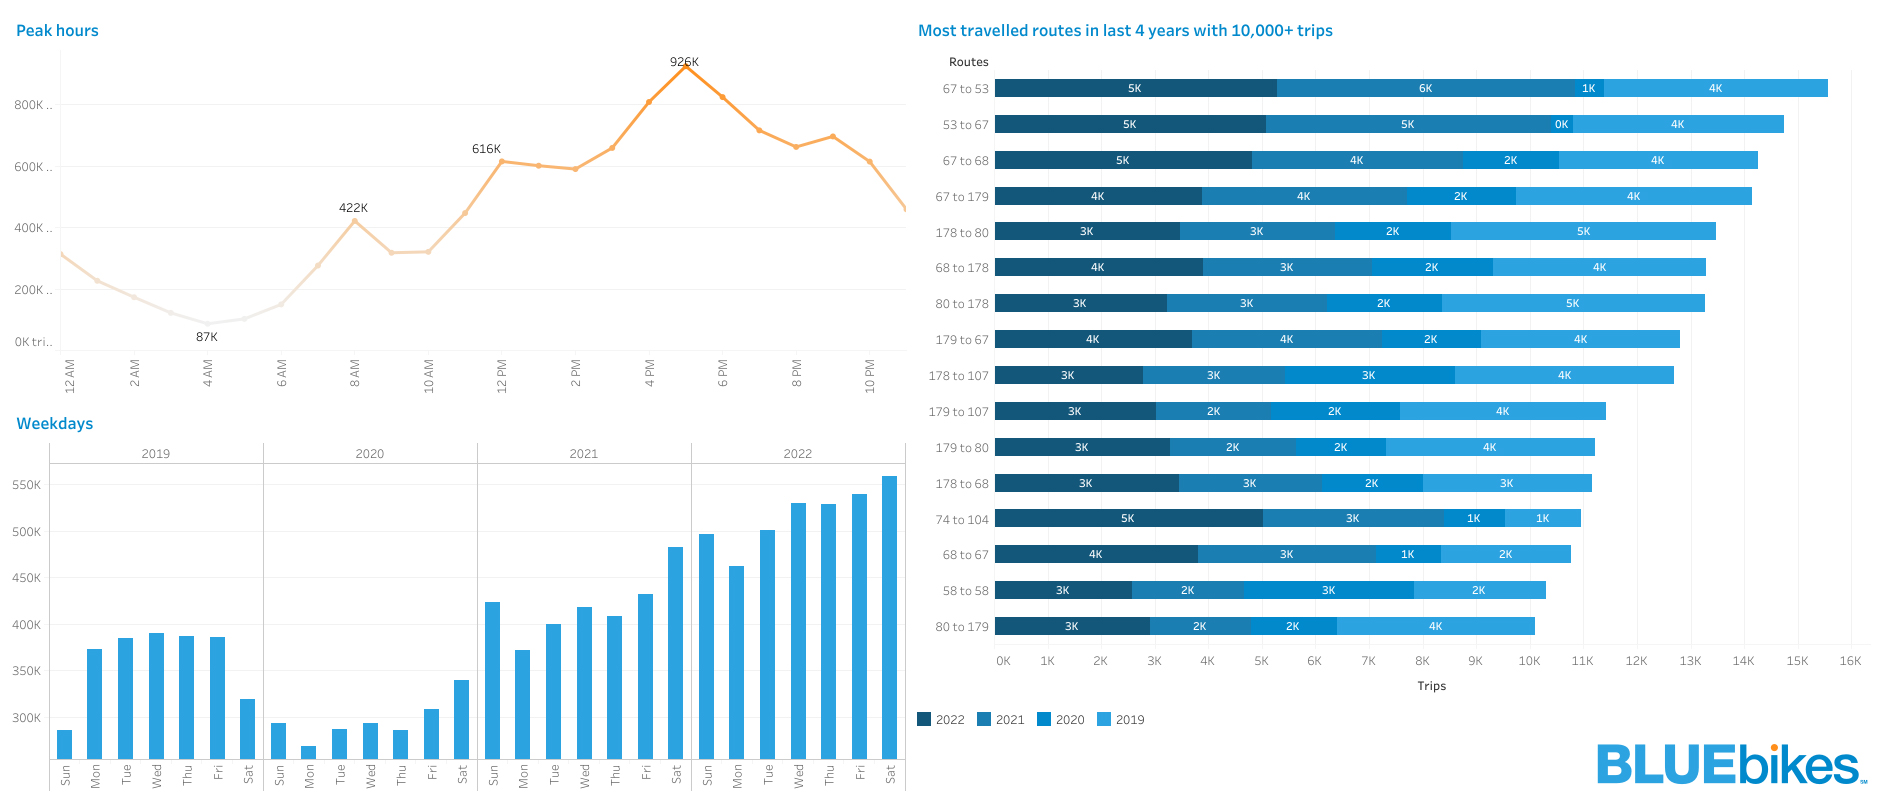 Peak hours
926K
800K ..
616K
600K ..
422K
400K ..
200K ..
87K
0K tri..
12 AM 2 AM 4 AM 6 AM 8 AM 10 AM 12 PM 2 PM 4 PM 6 PM 8 PM 10 PM
Weekdays
2019 2020 2021 2022
550K
500K
450K
400K
350K
300K
Sun Mon Tue Wed Thu Fri Sat Sun Mon Tue Wed Thu Fri Sat Sun Mon Tue Wed Thu Fri Sat Sun Mon Tue Wed Thu Fri Sat
Most travelled routes in last 4 years with 10,000+ trips
Routes
67 to 53 5K 6K 1K 4K
53 to 67 5K 5K 0K 4K
67 to 68 5K 4K 2K 4K
67 to 179 4K 4K 2K 4K
178 to 80 3K 3K 2K 5K
68 to 178 4K 3K 2K 4K
80 to 178 3K 3K 2K 5K
179 to 67 4K 4K 2K 4K
178 to 107 3K 3K 3K 4K
179 to 107 3K 2K 2K 4K
179 to 80 3K 2K 2K 4K
178 to 68 3K 3K 2K 3K
74 to 104 5K 3K 1K 1K
68 to 67 4K 3K 1K 2K
58 to 58 3K 2K 3K 2K
80 to 179 3K 2K 2K 4K
0K 1K 2K 3K 4K 5K 6K 7K 8K 9K 10K 11K 12K 13K 14K 15K 16K
Trips
2022 2021 2020 2019
BLUEbikes SM